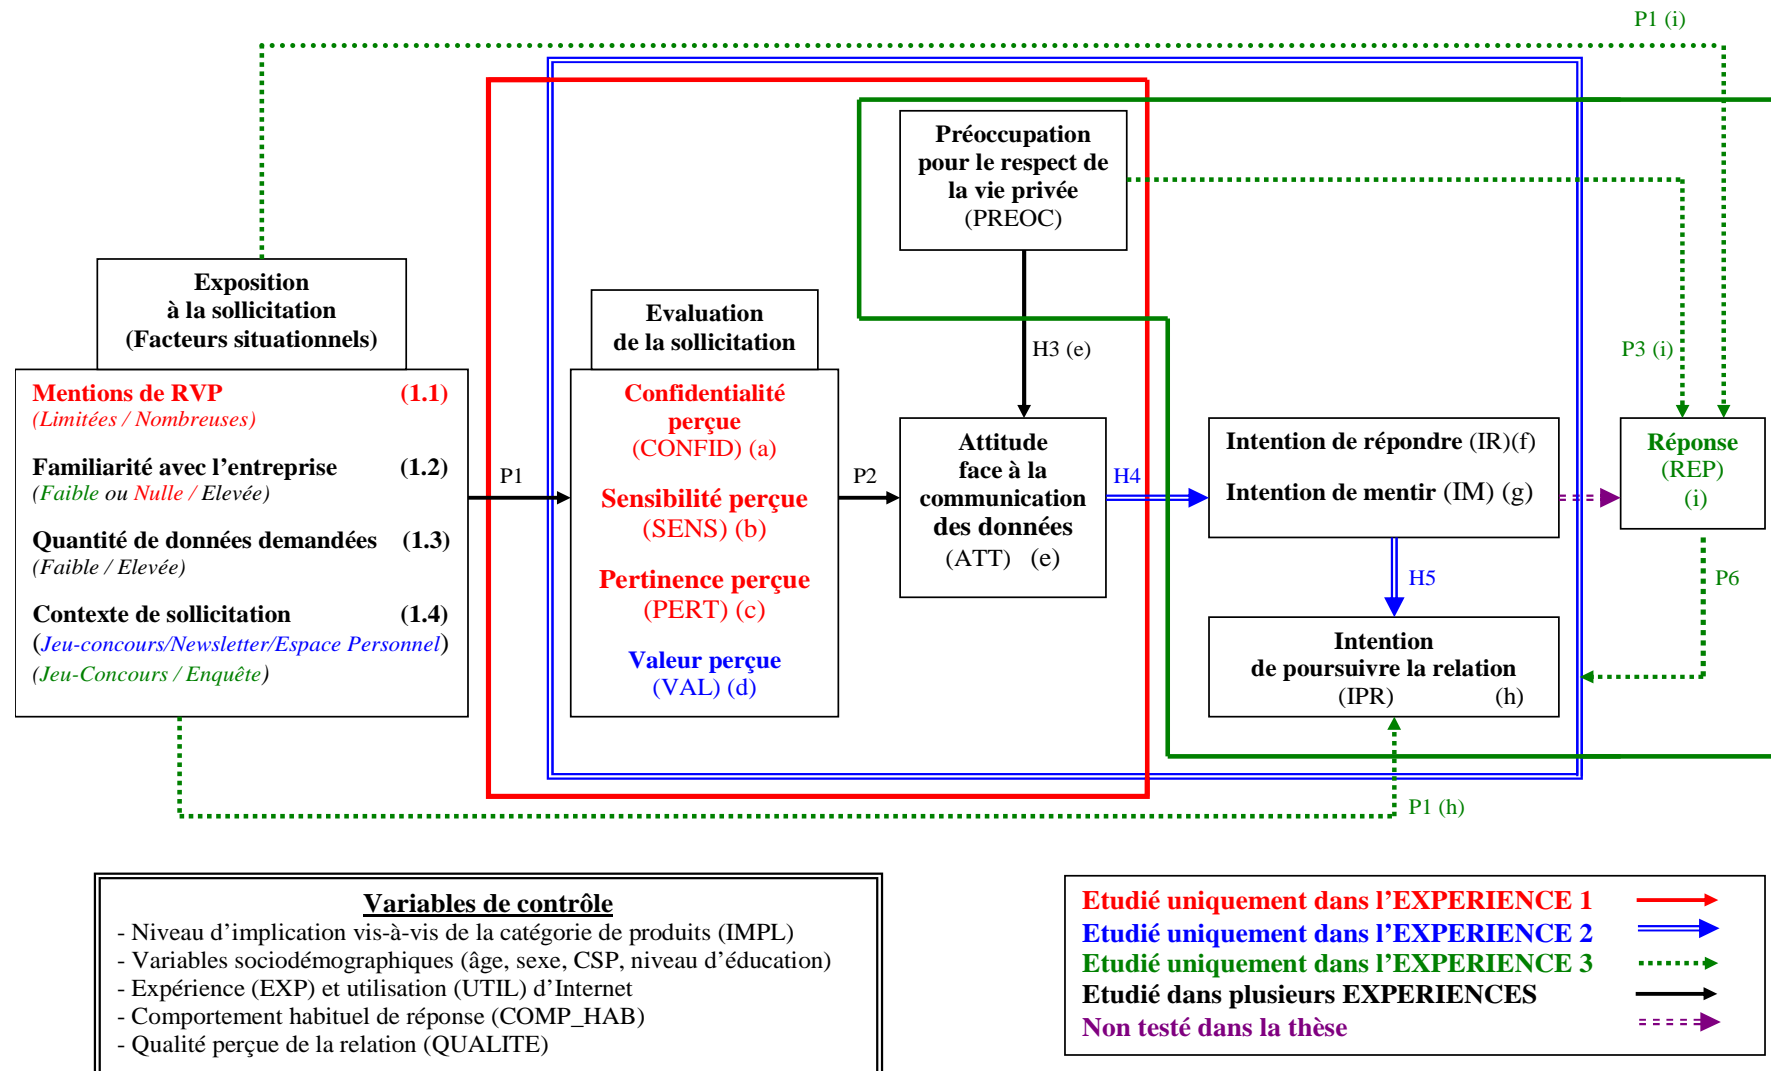 P1 (i)
Préoccupation
pour le respect de
la vie privée
(PREOC)
Exposition
à la sollicitation
(Facteurs situationnels)
Evaluation
de la sollicitation
H3 (e)
P3 (i)
Mentions de RVP (1.1)
(Limitées / Nombreuses)
Familiarité avec l'entreprise (1.2)
(Faible ou Nulle / Elevée)
Quantité de données demandées (1.3)
(Faible / Elevée)
Contexte de sollicitation (1.4)
(Jeu-concours/Newsletter/Espace Personnel)
(Jeu-Concours / Enquête)
P1
Confidentialité
perçue
(CONFID) (a)
Sensibilité perçue
(SENS) (b)
Pertinence perçue
(PERT) (c)
Valeur perçue
(VAL) (d)
P2
Attitude
face à la
communication
des données
(ATT) (e)
H4
Intention de répondre (IR)(f)
Intention de mentir (IM) (g)
Réponse
(REP)
(i)
H5
P6
Intention
de poursuivre la relation
(IPR) (h)
P1 (h)
Variables de contrôle
- Niveau d'implication vis-à-vis de la catégorie de produits (IMPL)
- Variables sociodémographiques (âge, sexe, CSP, niveau d'éducation)
- Expérience (EXP) et utilisation (UTIL) d'Internet
- Comportement habituel de réponse (COMP_HAB)
- Qualité perçue de la relation (QUALITE)
Etudié uniquement dans l'EXPERIENCE 1
Etudié uniquement dans l'EXPERIENCE 2
Etudié uniquement dans l'EXPERIENCE 3
Etudié dans plusieurs EXPERIENCES
Non testé dans la thèse